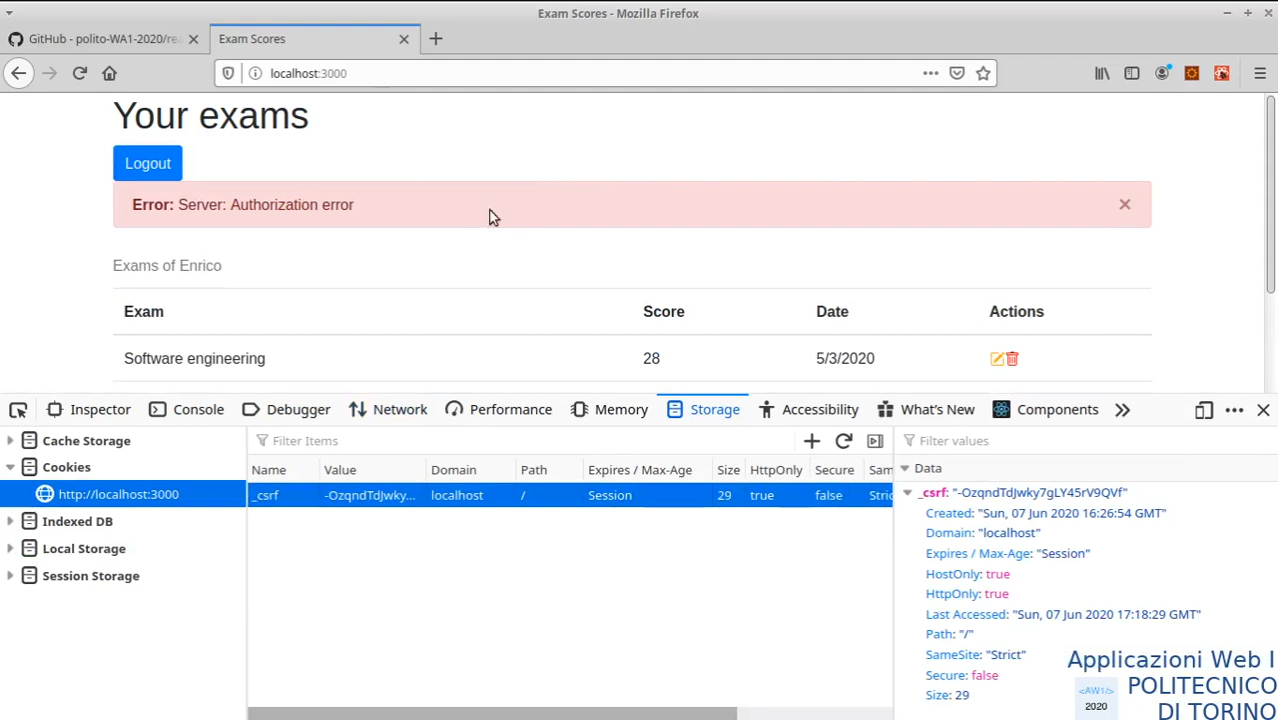 Exam Scores - Mozilla Firefox
GitHub - polito-WA1-2020/rea
Exam Scores
localhost:3000
Your exams
Logout
Error: Server: Authorization error
Exams of Enrico
Exam Score Date Actions
Software engineering 28 5/3/2020
Inspector Console Debugger Network Performance Memory Storage Accessibility What's New Components
Cache Storage
Cookies
http://localhost:3000
Indexed DB
Local Storage
Session Storage
Filter Items
Name Value Domain Path Expires / Max-Age Size HttpOnly Secure Sam
_csrf -OzqndTdJwky... localhost / Session 29 true false Stric
Filter values
Data
_csrf: "-OzqndTdJwky7gLY45rV9QVf"
Created: "Sun, 07 Jun 2020 16:26:54 GMT"
Domain: "localhost"
Expires / Max-Age: "Session"
HostOnly: true
HttpOnly: true
Last Accessed: "Sun, 07 Jun 2020 17:18:29 GMT"
Path: "/"
SameSite: "Strict"
Secure: false
Size: 29
Applicazioni Web I
POLITECNICO
DI TORINO
<AW1/>
2020